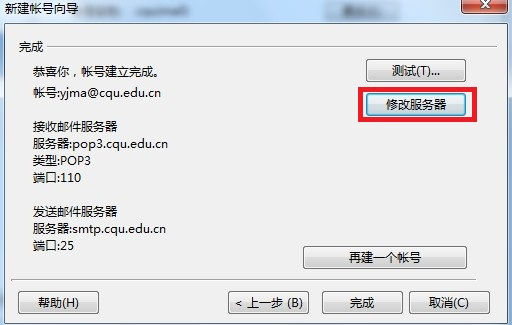 新建帐号向导
完成
恭喜你，帐号建立完成。
测试(T)...
帐号:yjma@cqu.edu.cn
修改服务器
接收邮件服务器
服务器:pop3.cqu.edu.cn
类型:POP3
端口:110
发送邮件服务器
服务器:smtp.cqu.edu.cn
端口:25
再建一个帐号
帮助(H)
< 上一步 (B)
完成
取消(C)